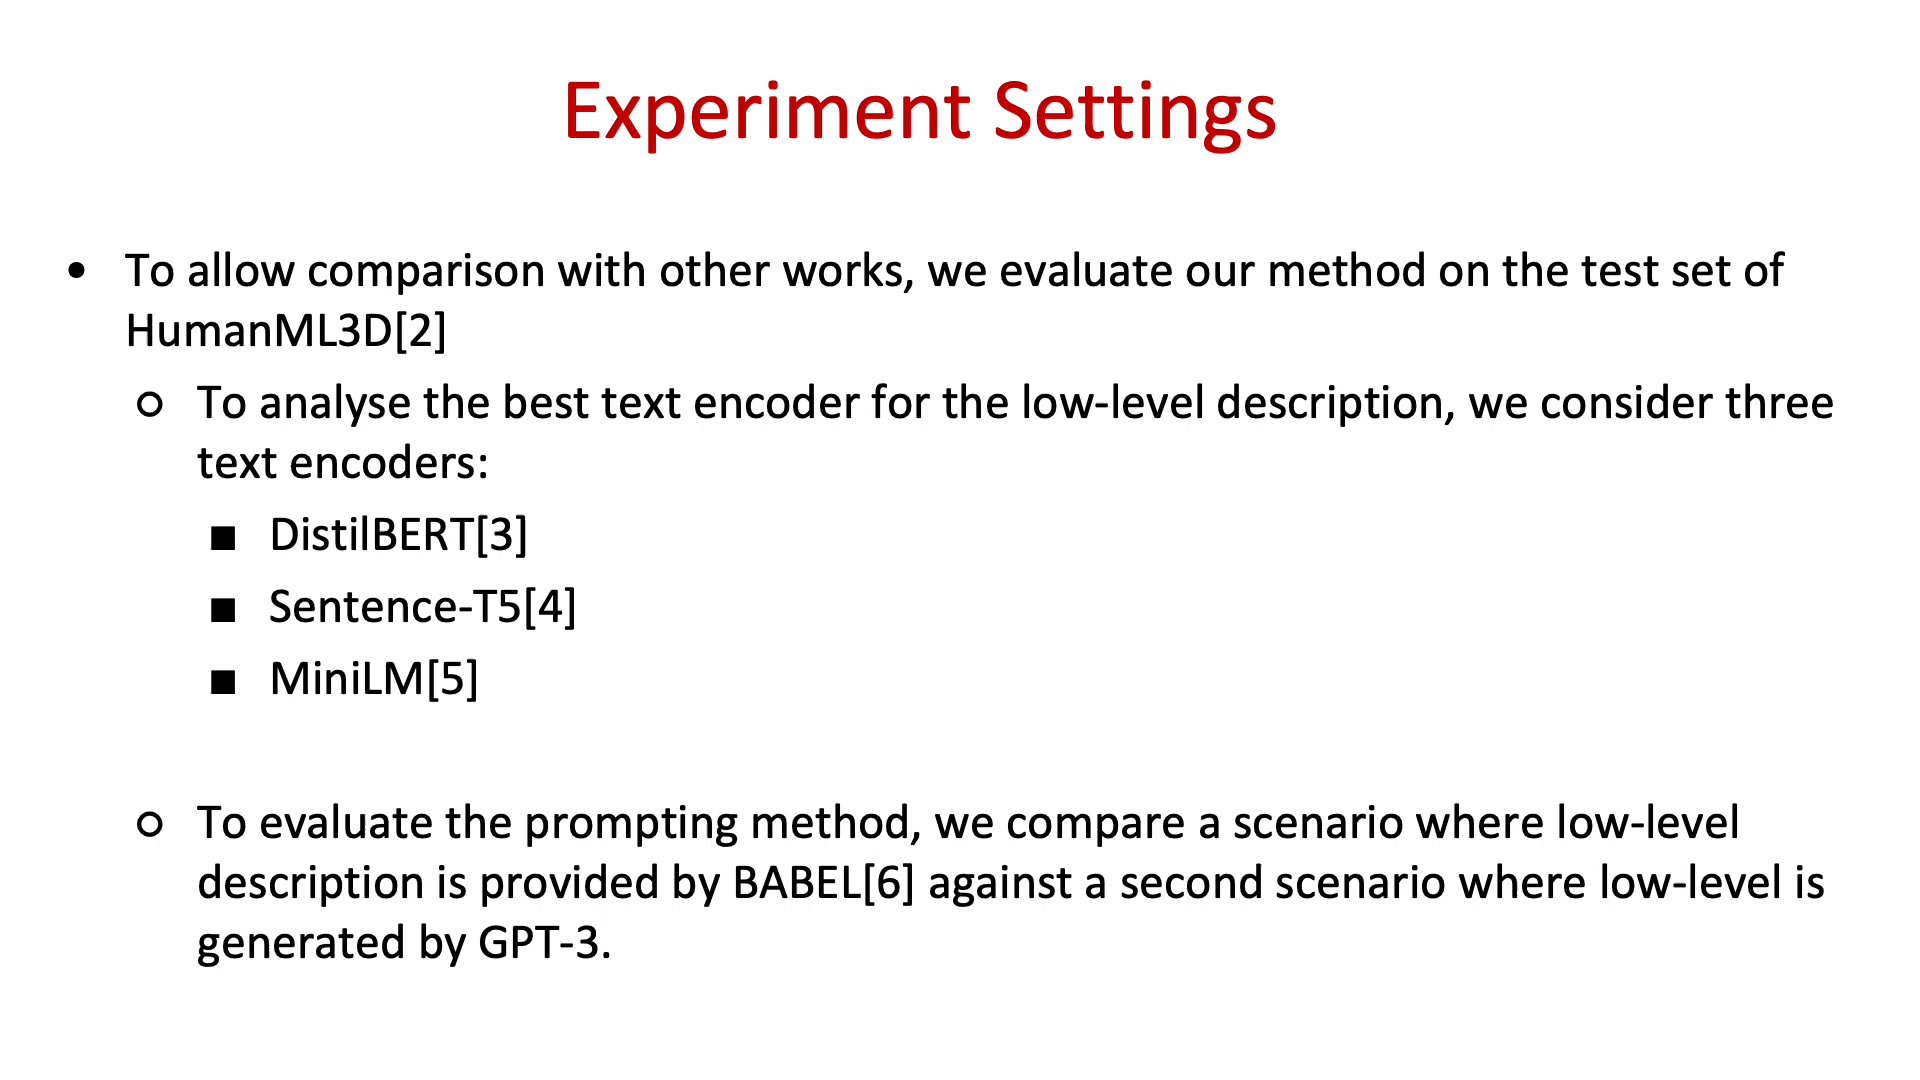 Experiment Settings
• To allow comparison with other works, we evaluate our method on the test set of
HumanML3D[2]
○ To analyse the best text encoder for the low-level description, we consider three
text encoders:
■ DistilBERT[3]
■ Sentence-T5[4]
■ MiniLM[5]
○ To evaluate the prompting method, we compare a scenario where low-level
description is provided by BABEL[6] against a second scenario where low-level is
generated by GPT-3.